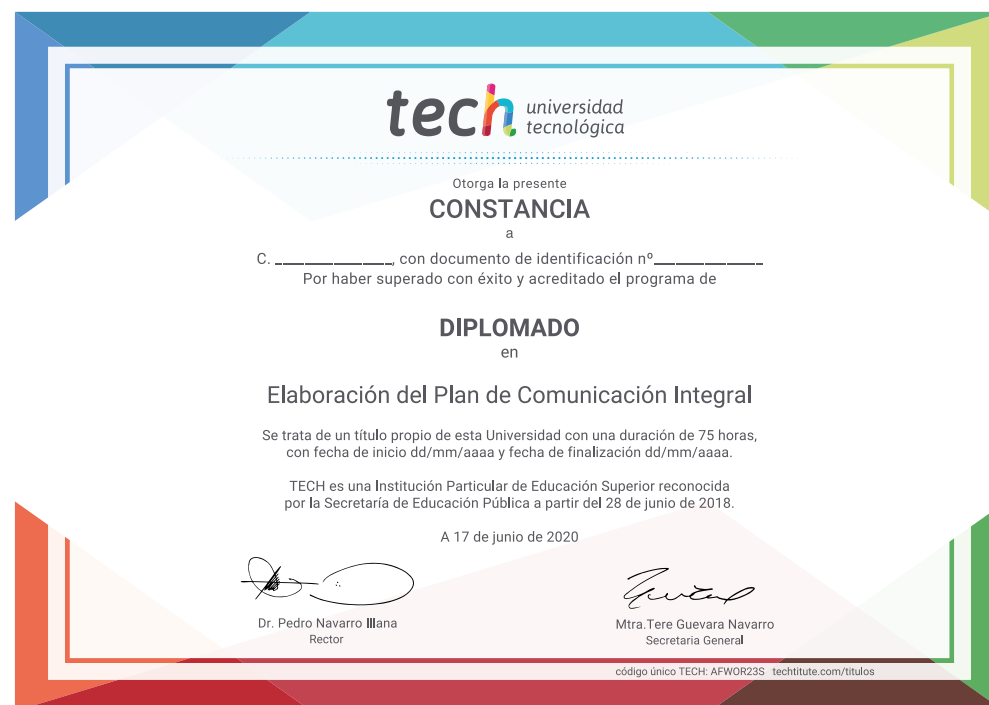 tech universidad
tecnológica
Otorga la presente
CONSTANCIA
a
C. ____________, con documento de identificación nº___________
Por haber superado con éxito y acreditado el programa de
DIPLOMADO
en
Elaboración del Plan de Comunicación Integral
Se trata de un título propio de esta Universidad con una duración de 75 horas,
con fecha de inicio dd/mm/aaaa y fecha de finalización dd/mm/aaaa.
TECH es una Institución Particular de Educación Superior reconocida
por la Secretaría de Educación Pública a partir del 28 de junio de 2018.
A 17 de junio de 2020
Dr. Pedro Navarro Illana
Rector
Mtra.Tere Guevara Navarro
Secretaria General
código único TECH: AFWOR23S techtitute.com/titulos